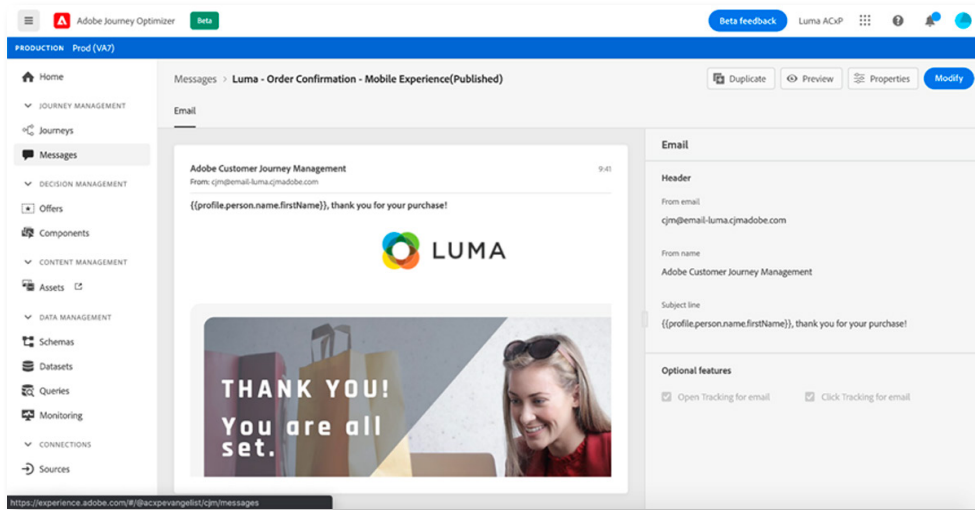 Adobe Journey Optimizer
Beta
Beta feedback
Luma ACxP
PRODUCTION Prod (VA7)
Home
JOURNEY MANAGEMENT
Journeys
Messages
DECISION MANAGEMENT
Offers
Components
CONTENT MANAGEMENT
Assets
DATA MANAGEMENT
Schemas
Datasets
Queries
Monitoring
CONNECTIONS
Sources
https://experience.adobe.com/#/@acxpevangelist/cjm/messages
Messages > Luma - Order Confirmation - Mobile Experience(Published)
Duplicate
Preview
Properties
Modify
Email
Adobe Customer Journey Management 9:41
From: cjm@email-luma.cjmadobe.com
{{profile.person.name.firstName}}, thank you for your purchase!
LUMA
THANK YOU!
You are all
set.
Email
Header
From email
cjm@email-luma.cjmadobe.com
From name
Adobe Customer Journey Management
Subject line
{{profile.person.name.firstName}}, thank you for your purchase!
Optional features
Open Tracking for email
Click Tracking for email